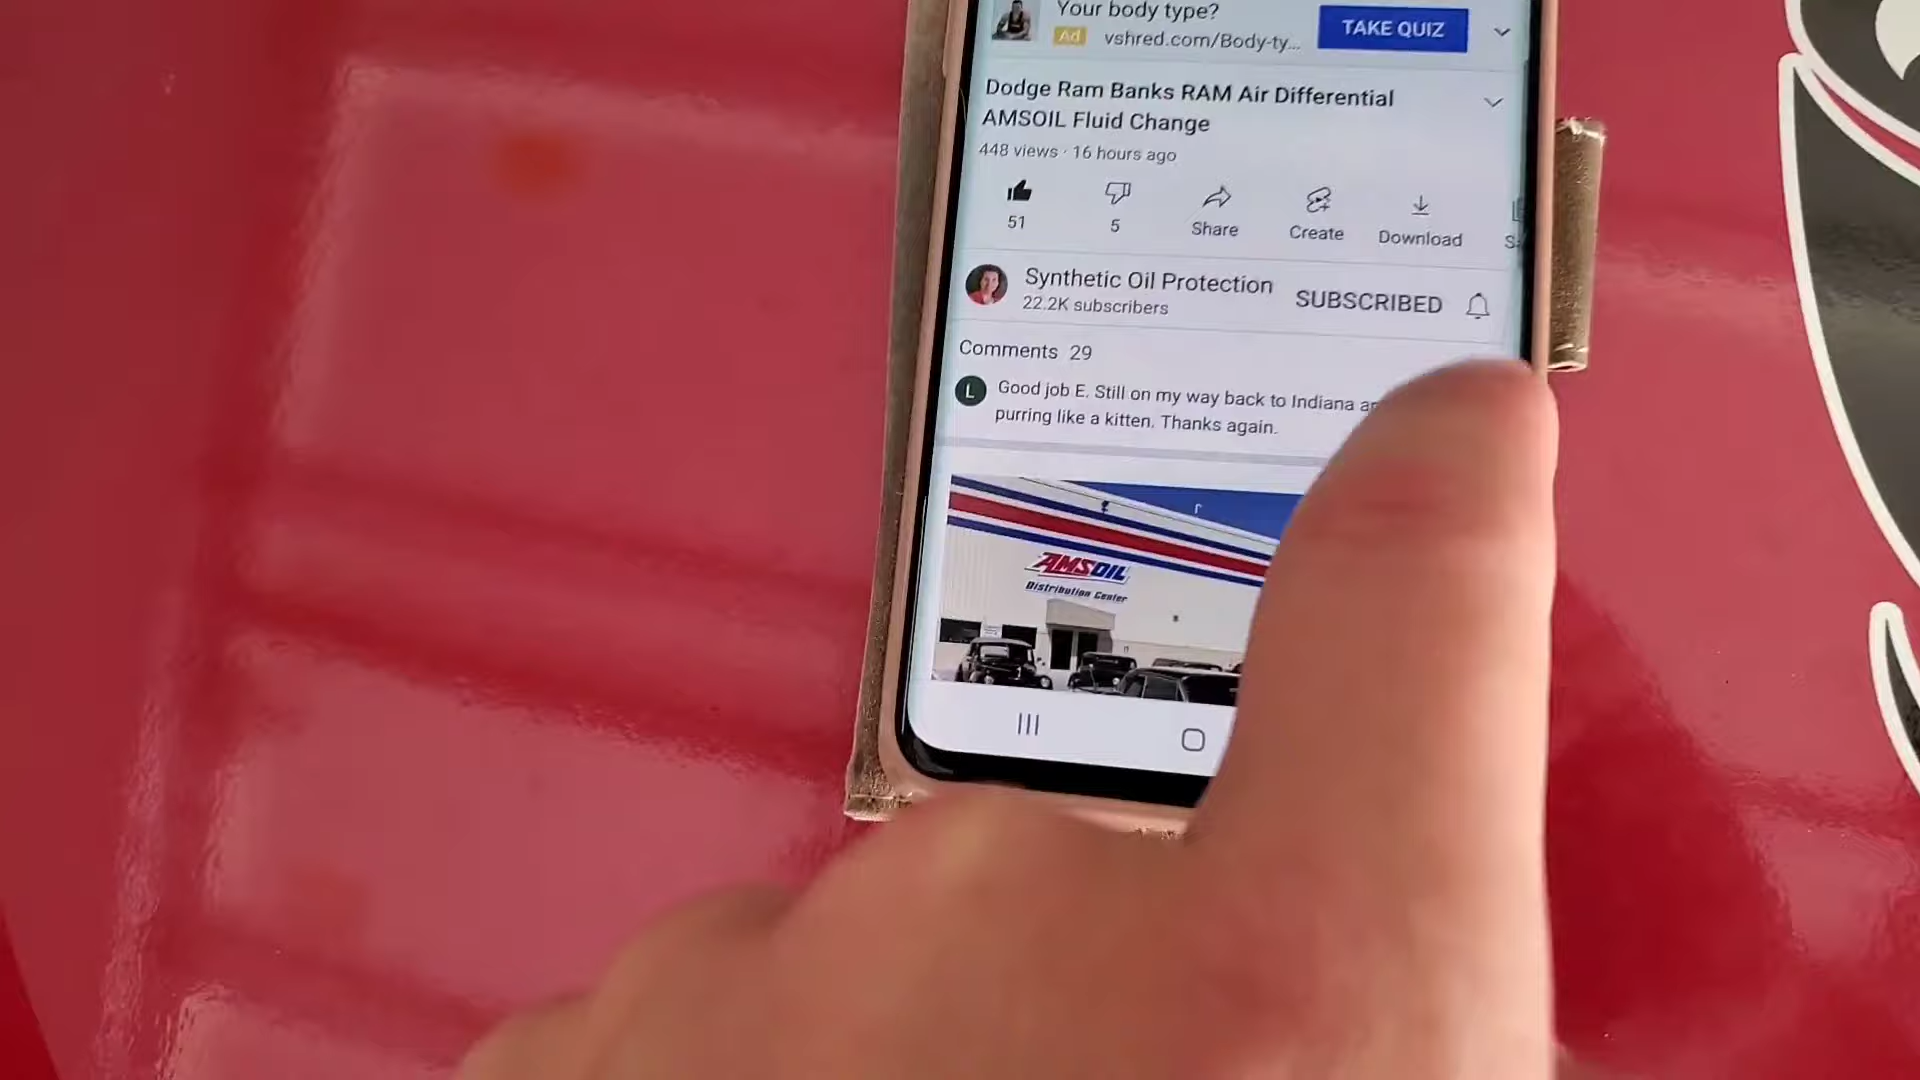 Your body type?
TAKE QUIZ
Ad vshred.com/Body-ty...
Dodge Ram Banks RAM Air Differential
AMSOIL Fluid Change
448 views · 16 hours ago
51
5
Share
Create
Download
Synthetic Oil Protection
22.2K subscribers
SUBSCRIBED
Comments 29
L
Good job E. Still on my way back to Indiana
purring like a kitten. Thanks again.
AMSOIL
Distribution Center